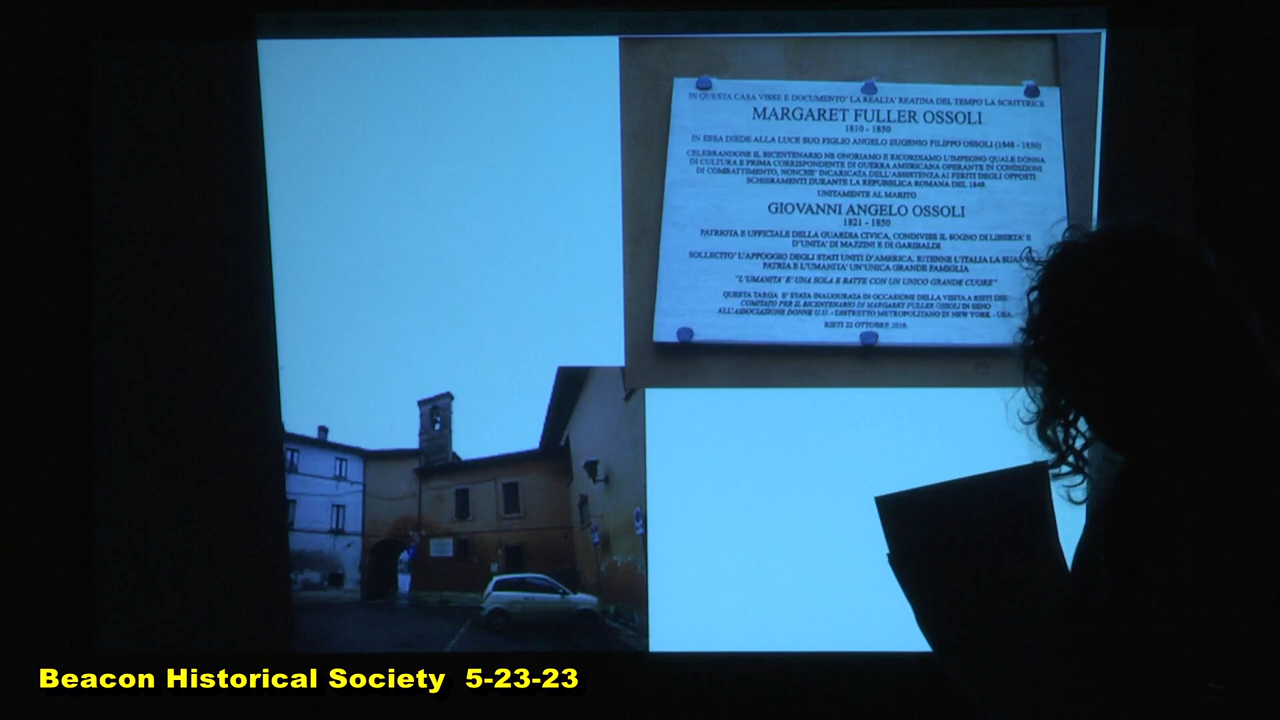 IN QUESTA CASA VISSE E DOCUMENTO' LA REALTA' REATINA DEL TEMPO LA SCRITTRICE
MARGARET FULLER OSSOLI
1810 - 1850
IN ESSA DIEDE ALLA LUCE SUO FIGLIO ANGELO EUGENIO FILIPPO OSSOLI (1848 - 1850)
CELEBRANDONE IL BICENTENARIO NE ONORIAMO E RICORDIAMO L'IMPEGNO QUALE DONNA
DI CULTURA E PRIMA CORRISPONDENTE DI GUERRA AMERICANA OPERANTE IN CONDIZIONI
DI COMBATTIMENTO, NONCHE' INCARICATA DELL'ASSISTENZA AI FERITI DEGLI OPPOSTI
SCHIERAMENTI DURANTE LA REPUBBLICA ROMANA DEL 1849.
UNITAMENTE AL MARITO
GIOVANNI ANGELO OSSOLI
1821 - 1850
PATRIOTA E UFFICIALE DELLA GUARDIA CIVICA, CONDIVISE IL SOGNO DI LIBERTA' E
D'UNITA' DI MAZZINI E DI GARIBALDI
SOLLECITO' L'APPOGGIO DEGLI STATI UNITI D'AMERICA. RITENNE L'ITALIA LA SUA
PATRIA E L'UMANITA' UN'UNICA GRANDE FAMIGLIA
"L'UMANITA' E' UNA SOLA E BATTE CON UN UNICO GRANDE CUORE"
QUESTA TARGA E' STATA INAUGURATA IN OCCASIONE DELLA VISITA A RIETI DEL
COMITATO PER IL BICENTENARIO DI MARGARET FULLER OSSOLI IN SENO
ALL'ASSOCIAZIONE DONNE U.U. - DISTRETTO METROPOLITANO DI NEW YORK - USA.
RIETI 22 OTTOBRE 2010.
Beacon Historical Society 5-23-23